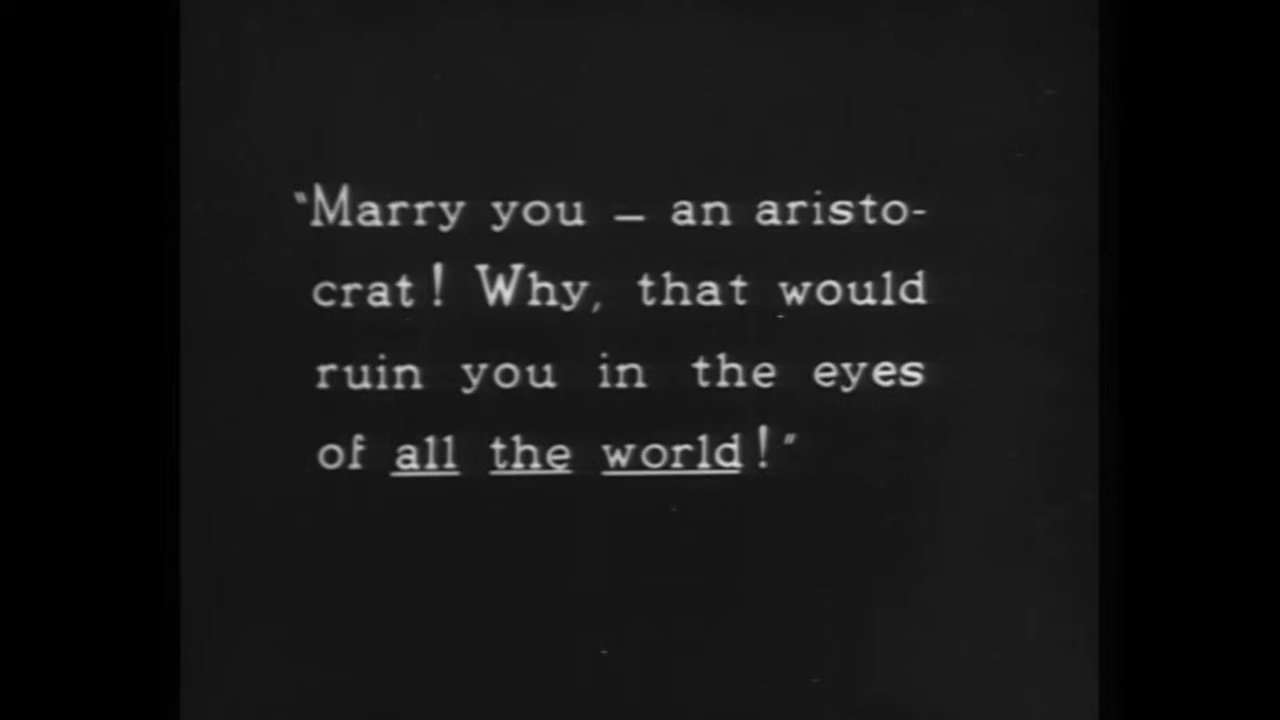 "Marry you – an aristo-
crat! Why, that would
ruin you in the eyes
of all the world!"